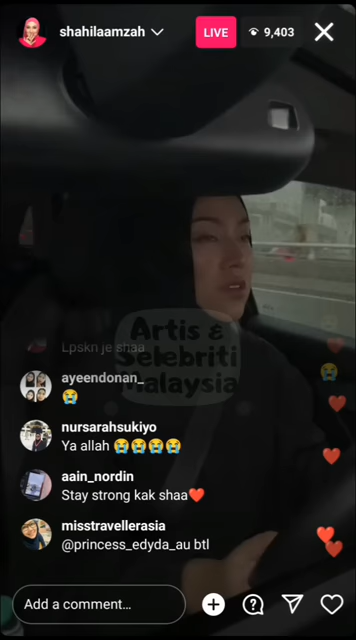 shahilaamzah
LIVE
9,403
Artis &
Selebriti
Malaysia
Lpskn je shaa
ayeendonan_
😭
nursarahsukiyo
Ya allah 😭😭😭😭
aain_nordin
Stay strong kak shaa❤️
misstravellerasia
@princess_edyda_au btl
Add a comment...